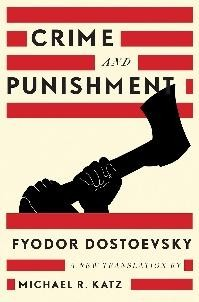 CRIME
AND
PUNISHMENT
FYODOR DOSTOEVSKY
A NEW TRANSLATION BY
MICHAEL R. KATZ